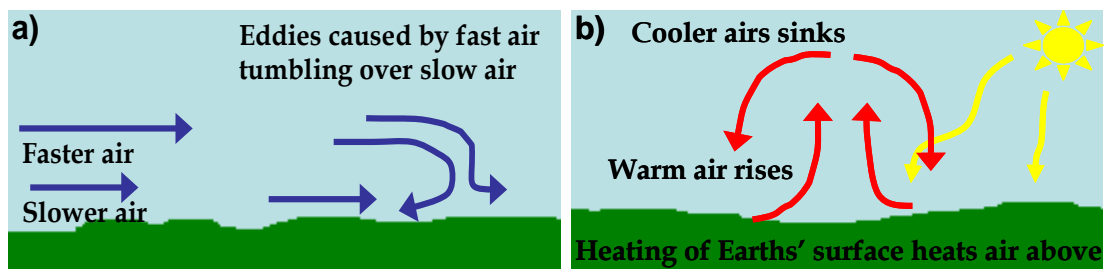 a)
Eddies caused by fast air
tumbling over slow air
Faster air
Slower air
b)
Cooler airs sinks
Warm air rises
Heating of Earths' surface heats air above